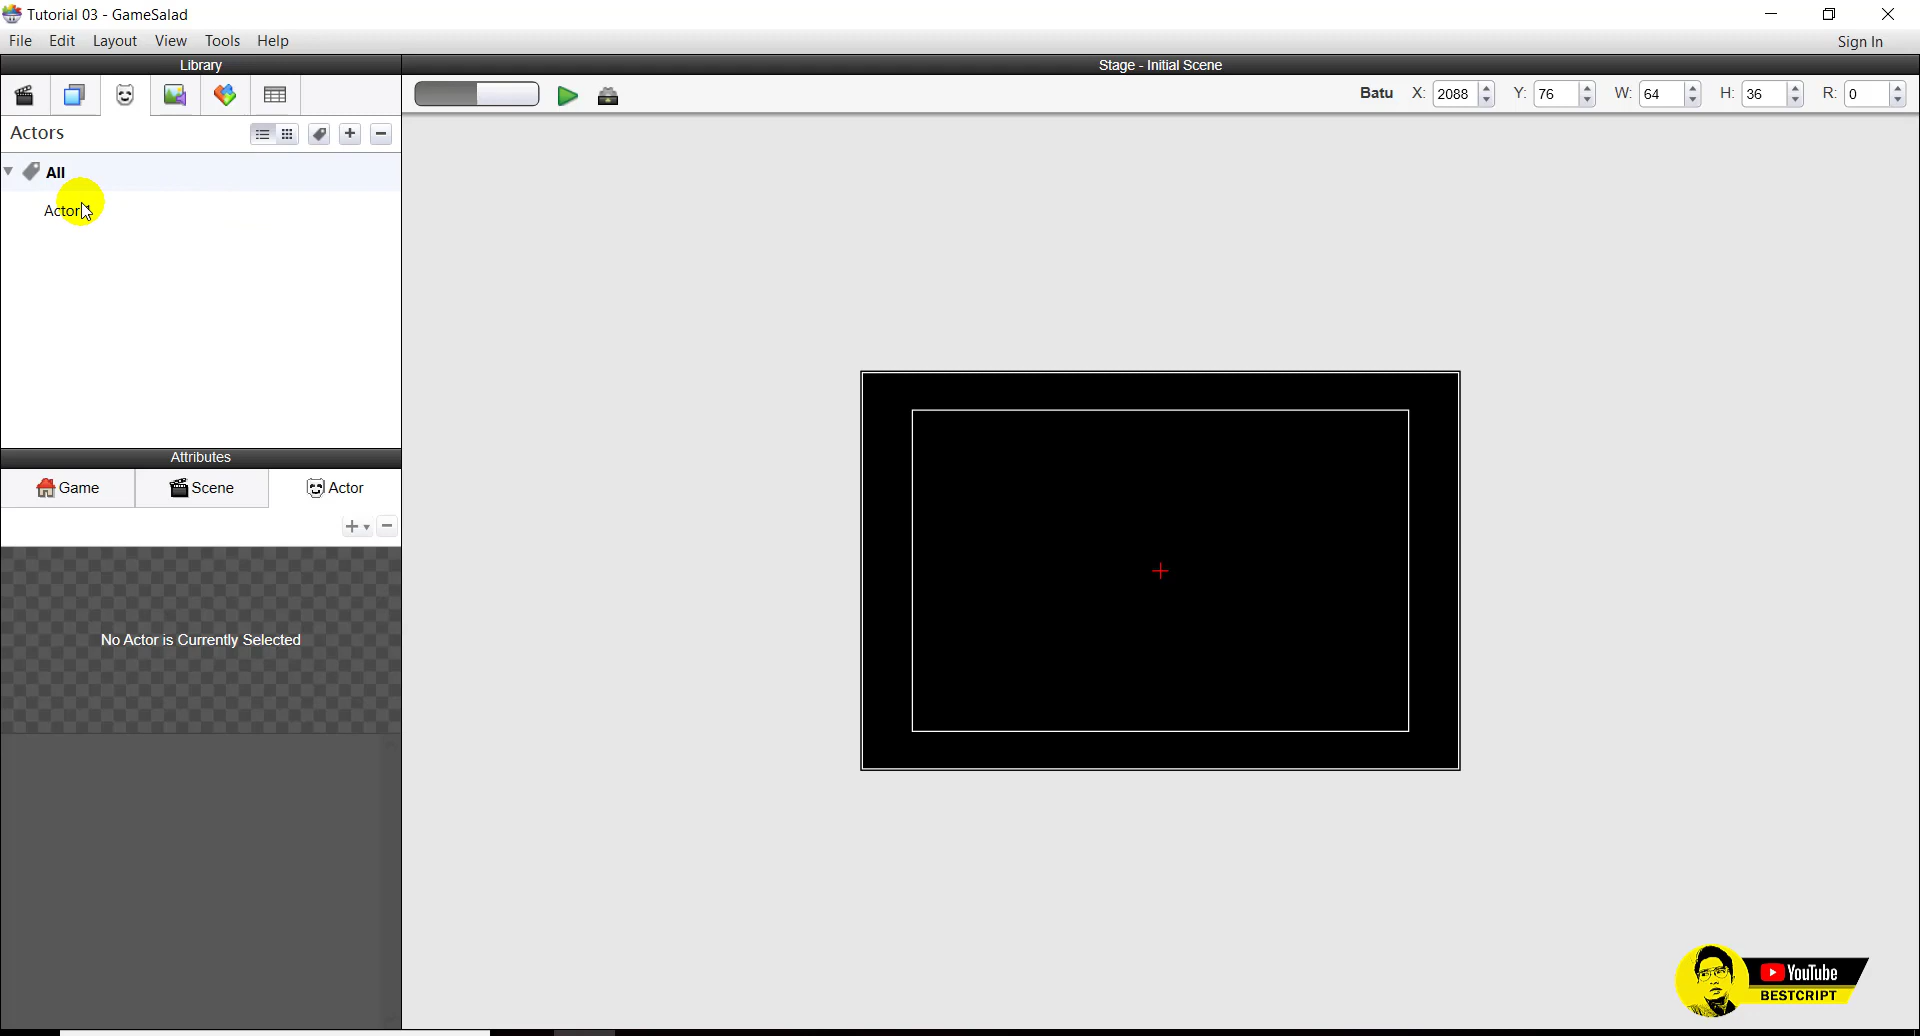 Tutorial 03 - GameSalad
File Edit Layout View Tools Help
Sign In
Library
Stage - Initial Scene
Batu X: 2088 Y: 76 W: 64 H: 36 R: 0
Actors
All
Actor
Attributes
Game Scene Actor
No Actor is Currently Selected
YouTube
BESTCRIPT